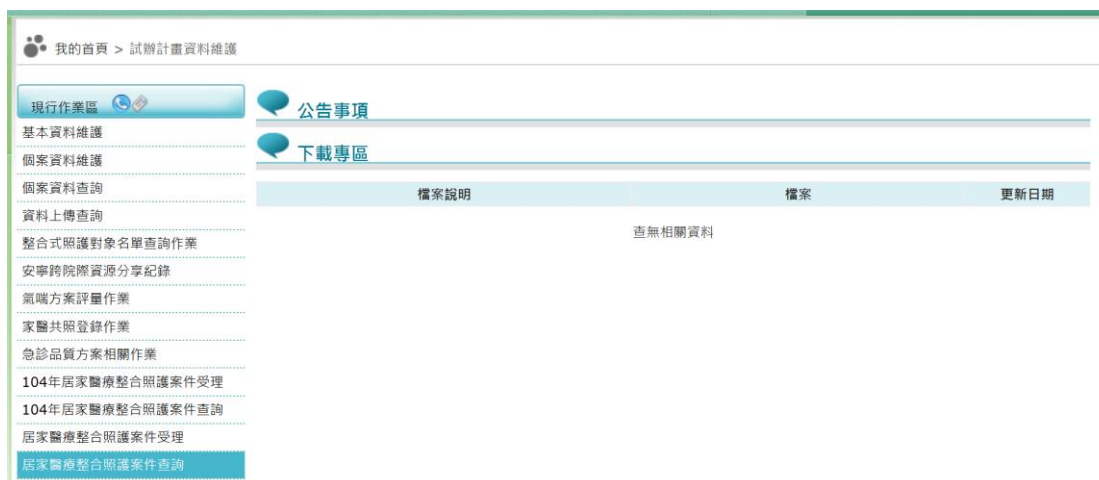 我的首頁 > 試辦計畫資料維護
現行作業區
基本資料維護
個案資料維護
個案資料查詢
資料上傳查詢
整合式照護對象名單查詢作業
安寧跨院際資源分享紀錄
氣喘方案評量作業
家醫共照登錄作業
急診品質方案相關作業
104年居家醫療整合照護案件受理
104年居家醫療整合照護案件查詢
居家醫療整合照護案件受理
居家醫療整合照護案件查詢
公告事項
下載專區
檔案說明 檔案 更新日期
查無相關資料